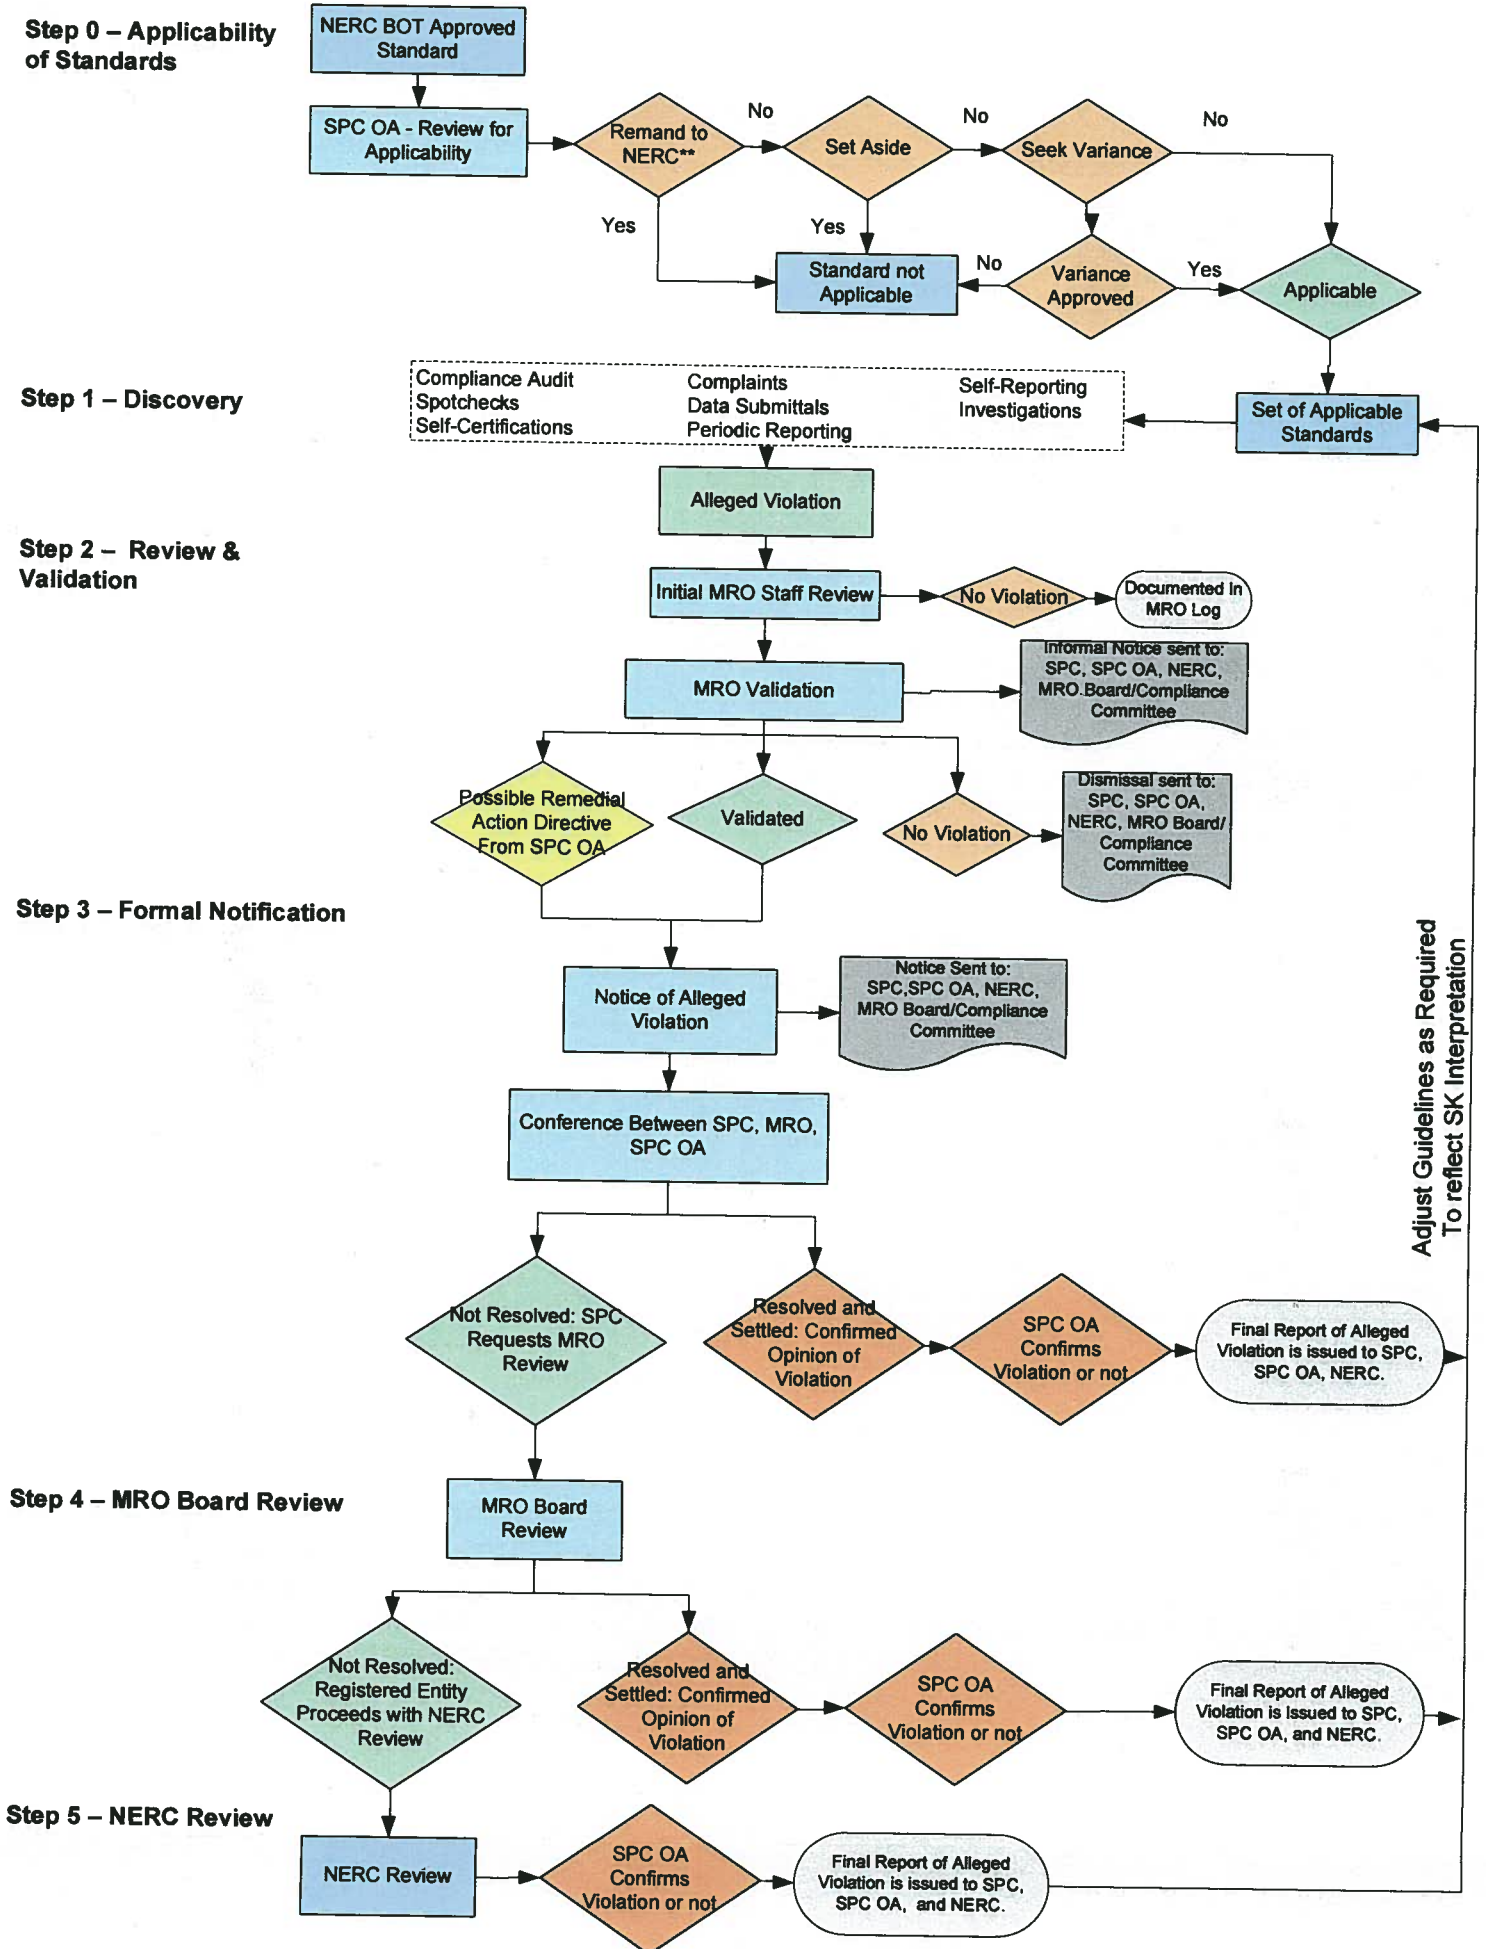 Step 0 – Applicability
of Standards
NERC BOT Approved
Standard
SPC OA - Review for
Applicability
Remand to
NERC**
No
Set Aside
No
Seek Variance
No
Yes
Yes
Standard not
Applicable
No
Variance
Approved
Yes
Applicable
Step 1 – Discovery
Compliance Audit
Spotchecks
Self-Certifications
Complaints
Data Submittals
Periodic Reporting
Self-Reporting
Investigations
Set of Applicable
Standards
Alleged Violation
Step 2 – Review &
Validation
Initial MRO Staff Review
No Violation
Documented in
MRO Log
MRO Validation
Informal Notice sent to:
SPC, SPC OA, NERC,
MRO.Board/Compliance
Committee
Possible Remedial
Action Directive
From SPC OA
Validated
No Violation
Dismissal sent to:
SPC, SPC OA,
NERC, MRO Board/
Compliance
Committee
Step 3 – Formal Notification
Notice of Alleged
Violation
Notice Sent to:
SPC,SPC OA, NERC,
MRO Board/Compliance
Committee
Conference Between SPC, MRO,
SPC OA
Adjust Guidelines as Required
To reflect SK Interpretation
Not Resolved: SPC
Requests MRO
Review
Resolved and
Settled: Confirmed
Opinion of
Violation
SPC OA
Confirms
Violation or not
Final Report of Alleged
Violation is issued to SPC,
SPC OA, NERC.
Step 4 – MRO Board Review
MRO Board
Review
Not Resolved:
Registered Entity
Proceeds with NERC
Review
Resolved and
Settled: Confirmed
Opinion of
Violation
SPC OA
Confirms
Violation or not
Final Report of Alleged
Violation is issued to SPC,
SPC OA, and NERC.
Step 5 – NERC Review
NERC Review
SPC OA
Confirms
Violation or not
Final Report of Alleged
Violation is issued to SPC,
SPC OA, and NERC.